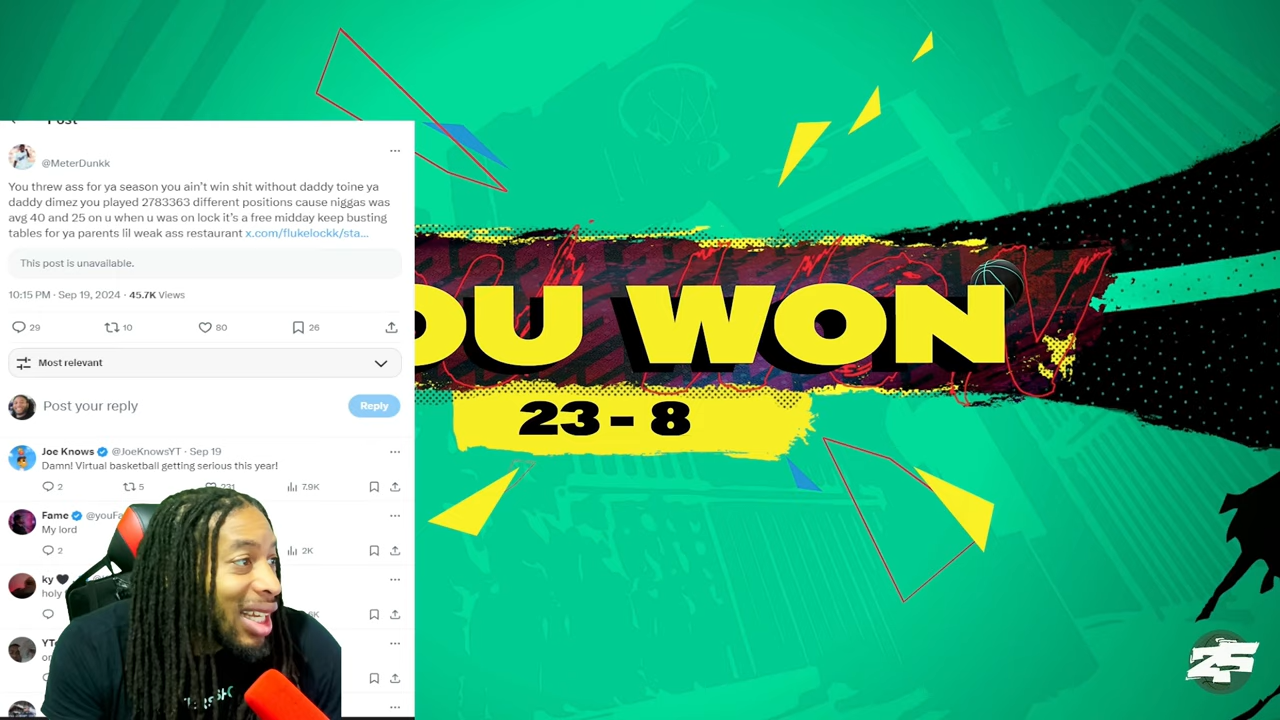 Post
@MeterDunkk
You threw ass for ya season you ain't win shit without daddy toine ya
daddy dimez you played 2783363 different positions cause niggas was
avg 40 and 25 on u when u was on lock it's a free midday keep busting
tables for ya parents lil weak ass restaurant x.com/flukelockk/sta...
This post is unavailable.
10:15 PM · Sep 19, 2024 · 45.7K Views
29 10 80 26
Most relevant
Post your reply
Reply
Joe Knows @JoeKnowsYT · Sep 19
Damn! Virtual basketball getting serious this year!
2 5 231 7.9K
Fame @youFa
My lord
2 2K
ky
holy
YT
OU WON
23 - 8
25